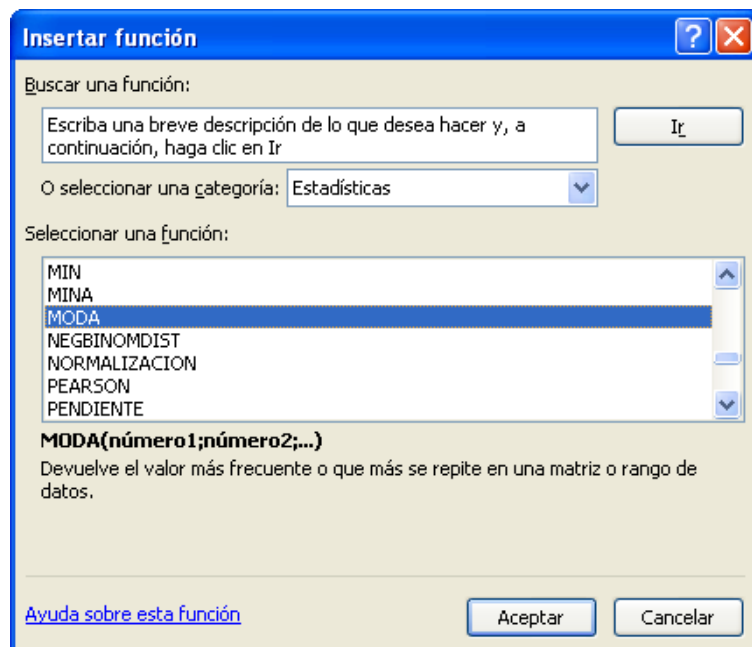 Insertar función
Buscar una función:
Escriba una breve descripción de lo que desea hacer y, a
continuación, haga clic en Ir
Ir
O seleccionar una categoría: Estadísticas
Seleccionar una función:
MIN
MINA
MODA
NEGBINOMDIST
NORMALIZACION
PEARSON
PENDIENTE
MODA(número1;número2;...)
Devuelve el valor más frecuente o que más se repite en una matriz o rango de
datos.
Ayuda sobre esta función
Aceptar
Cancelar